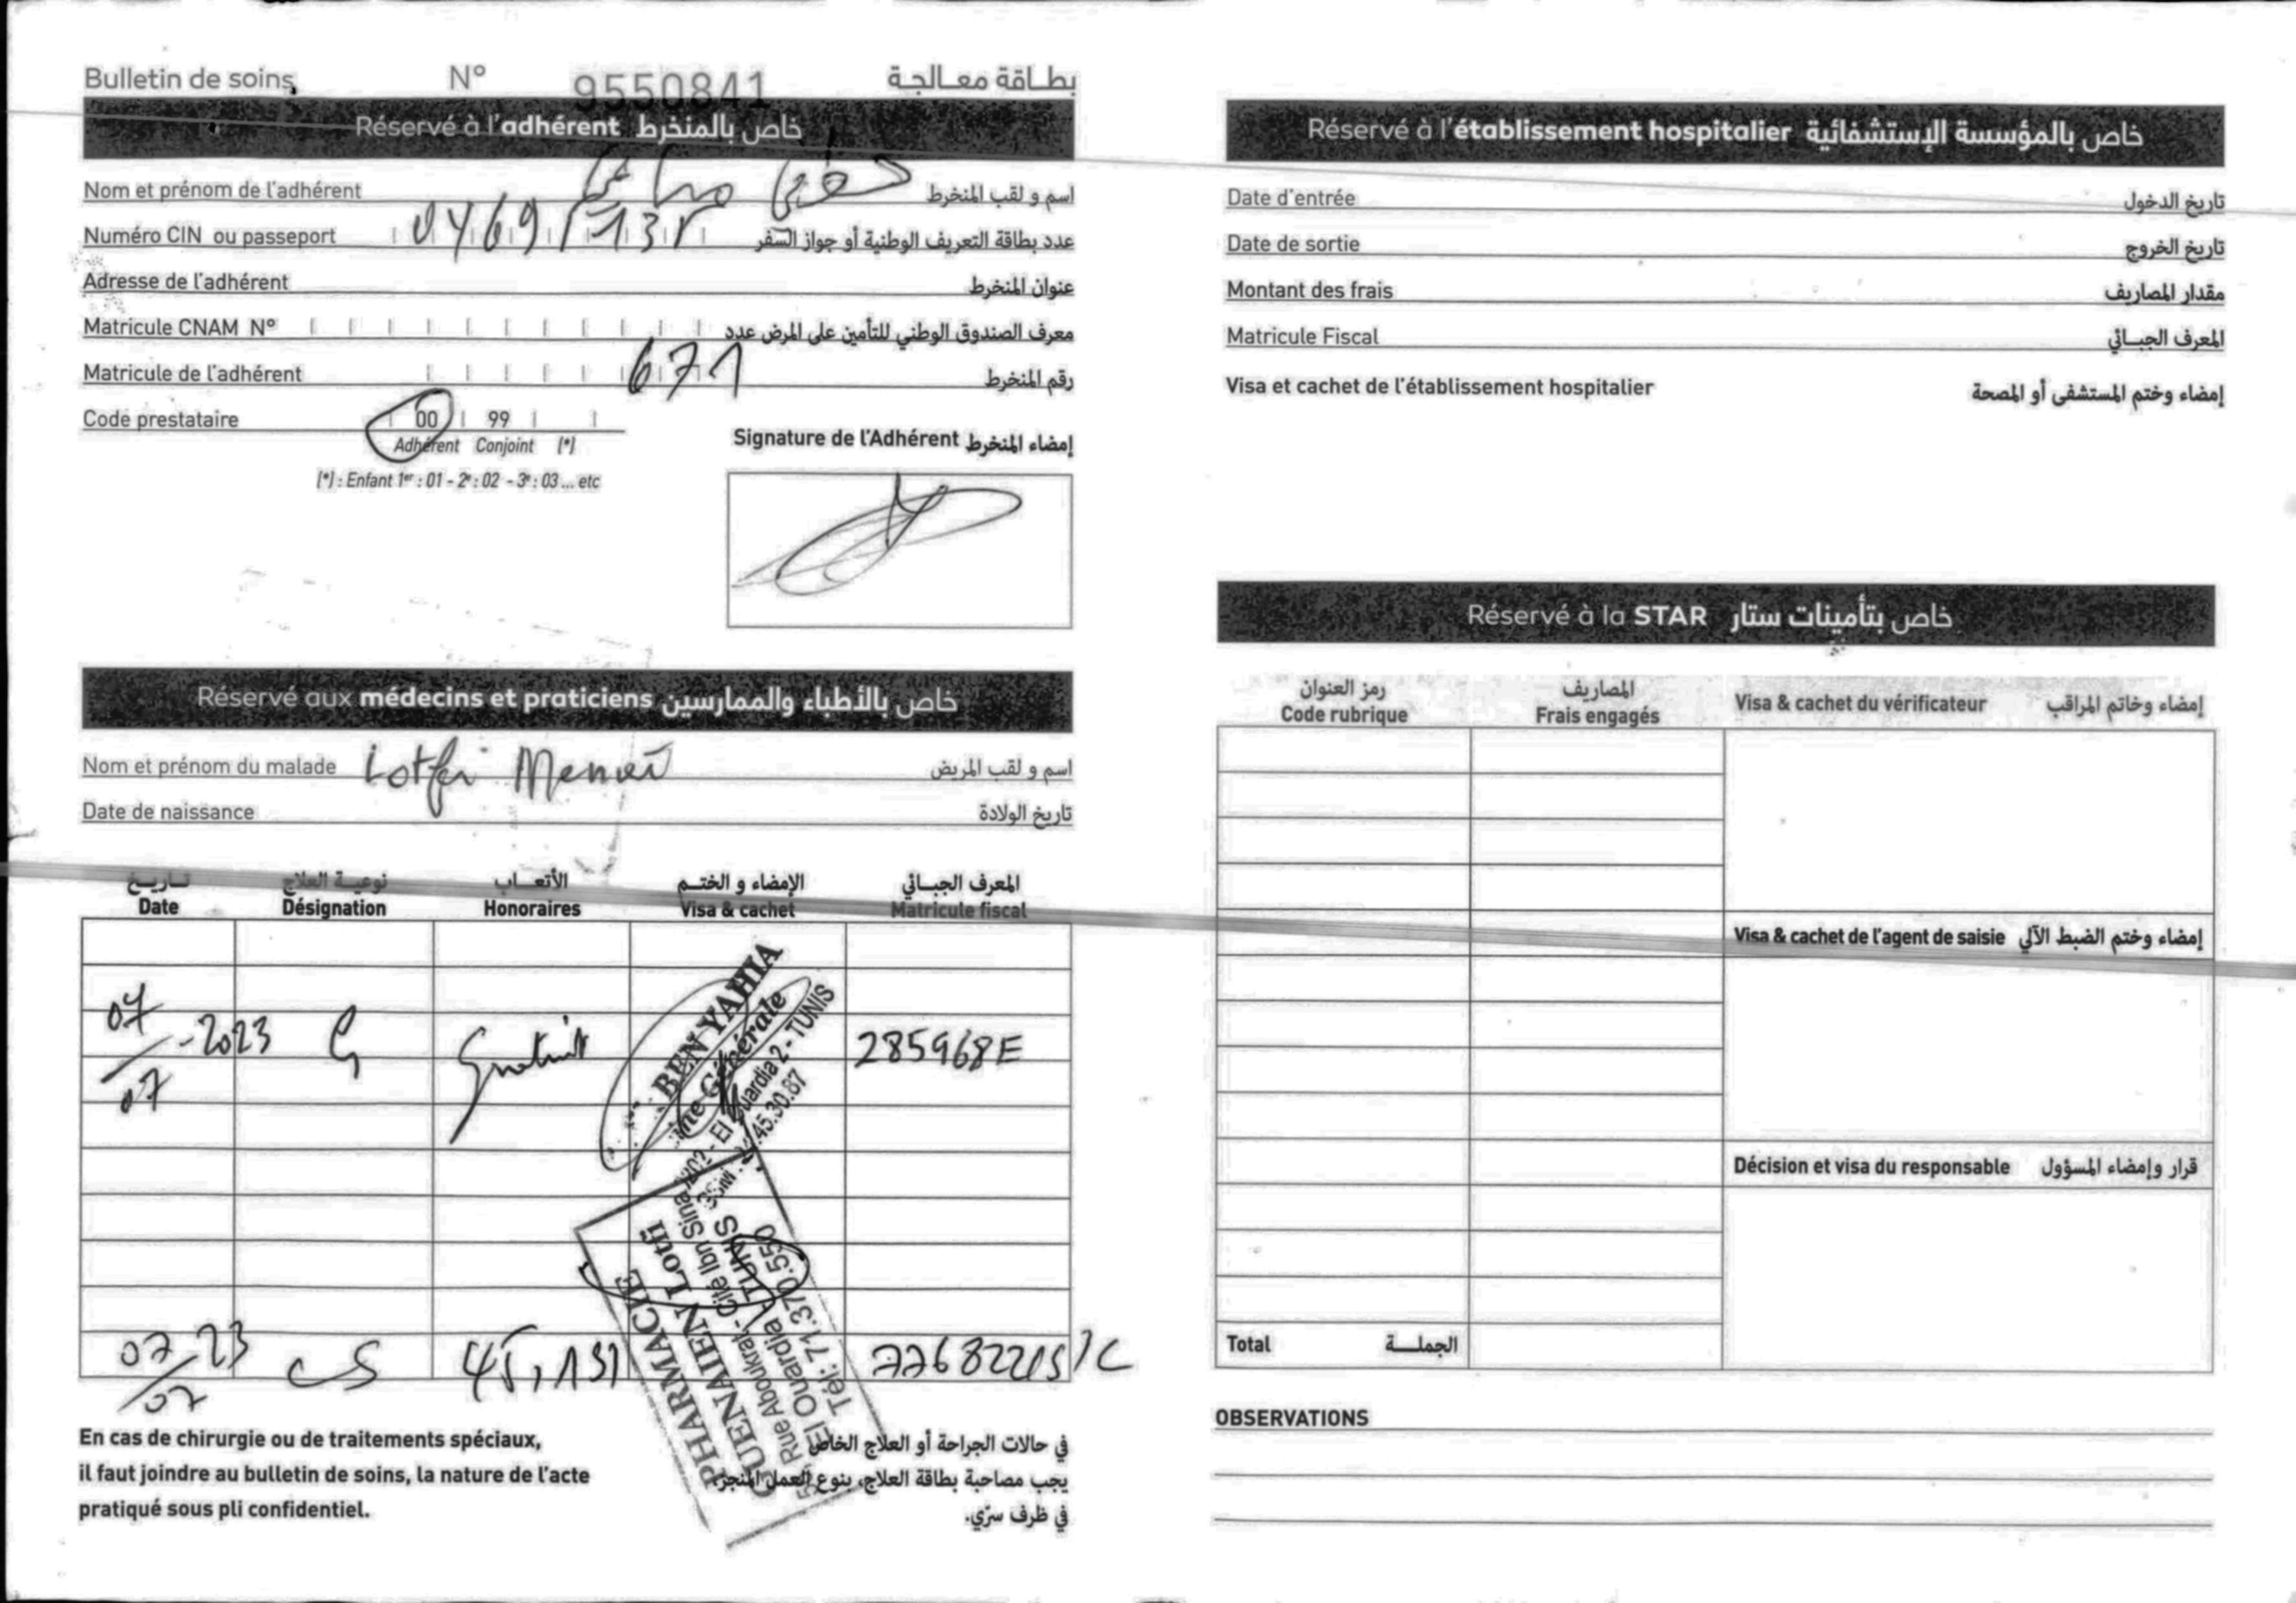 Bulletin de soins N° 9550841 بطاقة معالجة
Réservé à l'adhérent خاص بالمنخرط
Nom et prénom de l'adhérent اسم و لقب المنخرط
Numéro CIN ou passeport عدد بطاقة التعريف الوطنية أو جواز السفر
Adresse de l'adhérent عنوان المنخرط
Matricule CNAM N° معرف الصندوق الوطني للتأمين على المرض عدد
Matricule de l'adhérent 671 رقم المنخرط
Code prestataire 00 99
Adhérent Conjoint (*)
(*) : Enfant 1er : 01 - 2e : 02 - 3e : 03 ... etc
Signature de l'Adhérent إمضاء المنخرط
Réservé aux médecins et praticiens خاص بالأطباء والممارسين
Nom et prénom du malade Lotfi اسم و لقب المريض
Date de naissance تاريخ الولادة
تاريخ نوعية العلاج الأتعاب الإمضاء و الختم المعرف الجبائي
Date Désignation Honoraires Visa & cachet Matricule fiscal
07/07-2023 G Gratuit 285968E
BEN YAHIA
Générale
El Ouardia 2 - TUNIS
45.30.87
PHARMACIE
GUENAIEN Lotfi
Rue Aboukrat - Cité Ibn Sina
El Ouardia TUNIS
Tél: 71.370.550
07/07 23 45,131
En cas de chirurgie ou de traitements spéciaux,
il faut joindre au bulletin de soins, la nature de l'acte
pratiqué sous pli confidentiel.
في حالات الجراحة أو العلاج الخاص
يجب مصاحبة بطاقة العلاج، بنوع العمل المنجز
في ظرف سرّي.
Réservé à l'établissement hospitalier خاص بالمؤسسة الإستشفائية
Date d'entrée تاريخ الدخول
Date de sortie تاريخ الخروج
Montant des frais مقدار المصاريف
Matricule Fiscal المعرف الجبائي
Visa et cachet de l'établissement hospitalier إمضاء وختم المستشفى أو المصحة
Réservé à la STAR خاص بتأمينات ستار
رمز العنوان المصاريف
Code rubrique Frais engagés Visa & cachet du vérificateur إمضاء وخاتم المراقب
Visa & cachet de l'agent de saisie إمضاء وختم الضبط الآلي
Décision et visa du responsable قرار وإمضاء المسؤول
Total الجملة
OBSERVATIONS